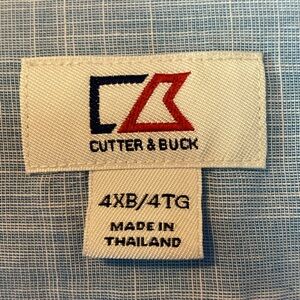 CUTTER & BUCK
4XB/4TG
MADE IN
THAILAND